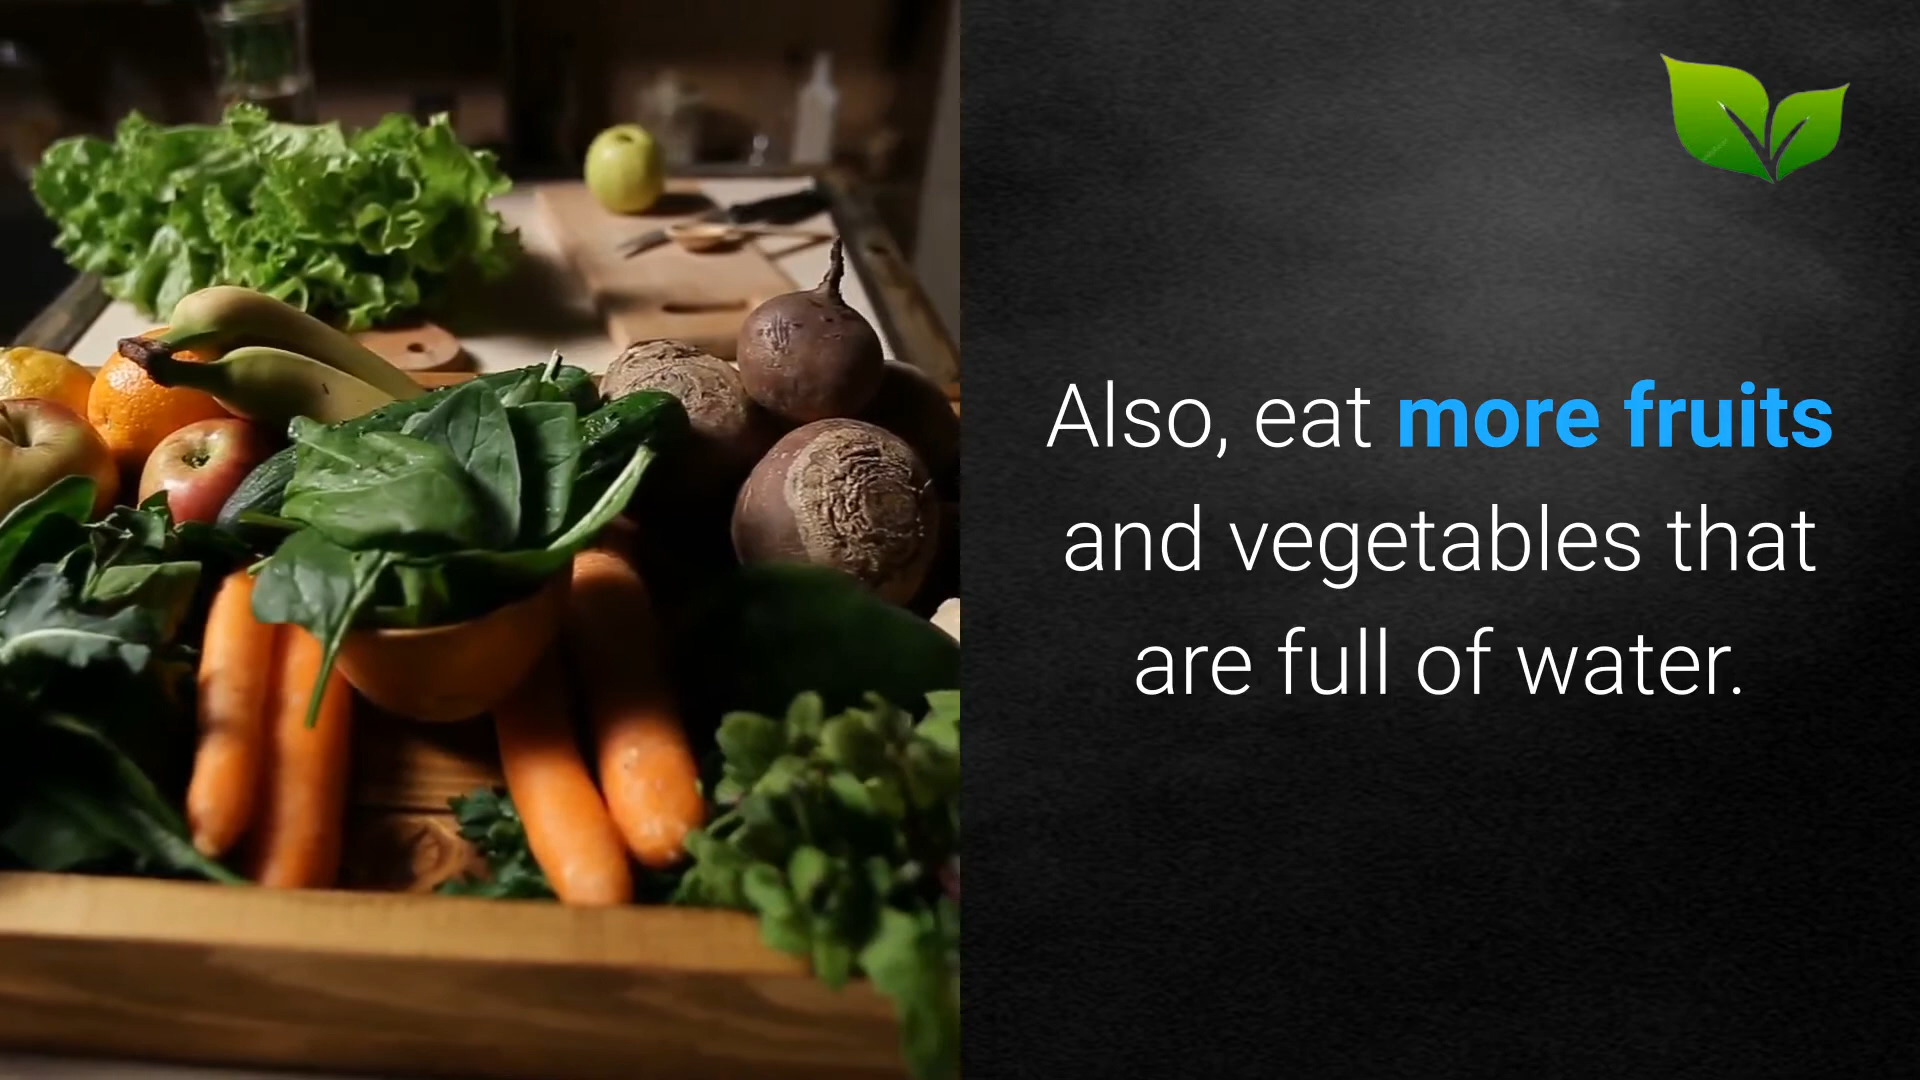 Also, eat more fruits
and vegetables that
are full of water.